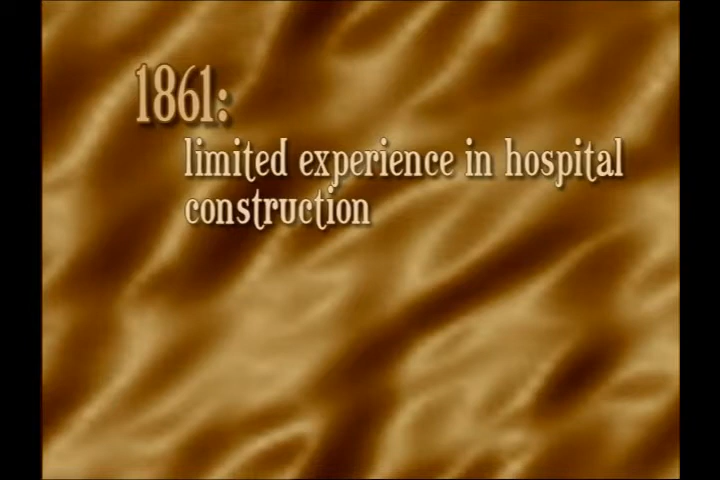 1861:
limited experience in hospital
construction